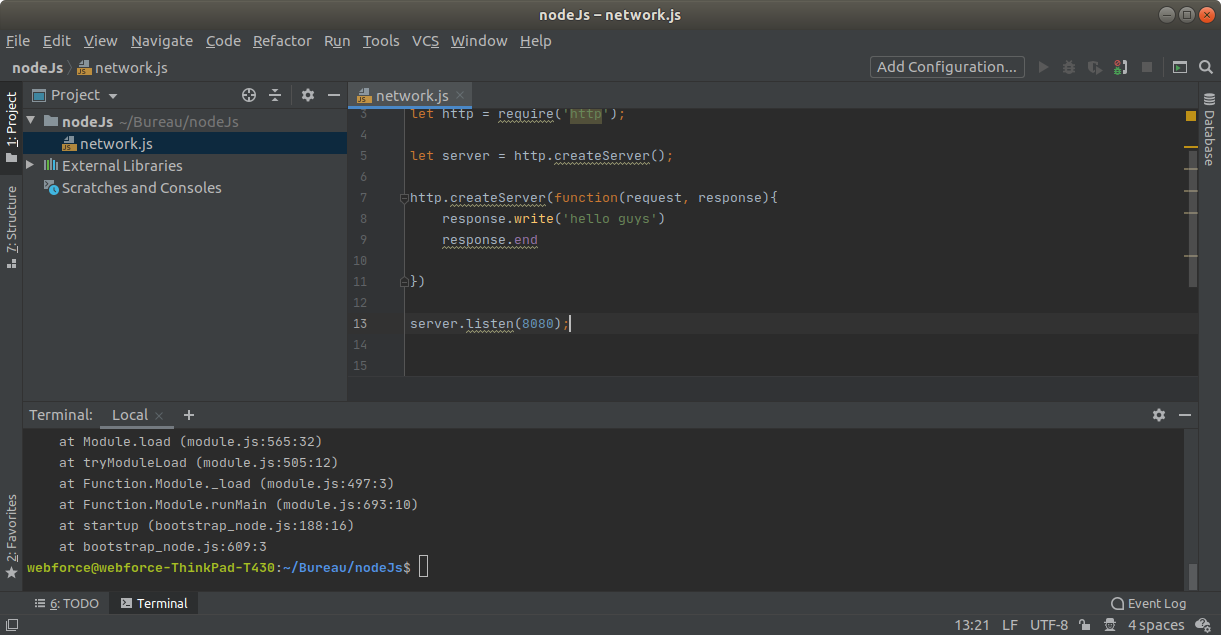 nodeJs – network.js
File Edit View Navigate Code Refactor Run Tools VCS Window Help
nodeJs network.js Add Configuration...
1: Project
Project
network.js
nodeJs ~/Bureau/nodeJs
network.js
External Libraries
Scratches and Consoles
7: Structure
2: Favorites
Database
3 let http = require('http');
4
5 let server = http.createServer();
6
7 http.createServer(function(request, response){
8 response.write('hello guys')
9 response.end
10
11 })
12
13 server.listen(8080);
14
15
Terminal: Local +
at Module.load (module.js:565:32)
at tryModuleLoad (module.js:505:12)
at Function.Module._load (module.js:497:3)
at Function.Module.runMain (module.js:693:10)
at startup (bootstrap_node.js:188:16)
at bootstrap_node.js:609:3
webforce@webforce-ThinkPad-T430:~/Bureau/nodeJs$
6: TODO Terminal Event Log
13:21 LF UTF-8 4 spaces